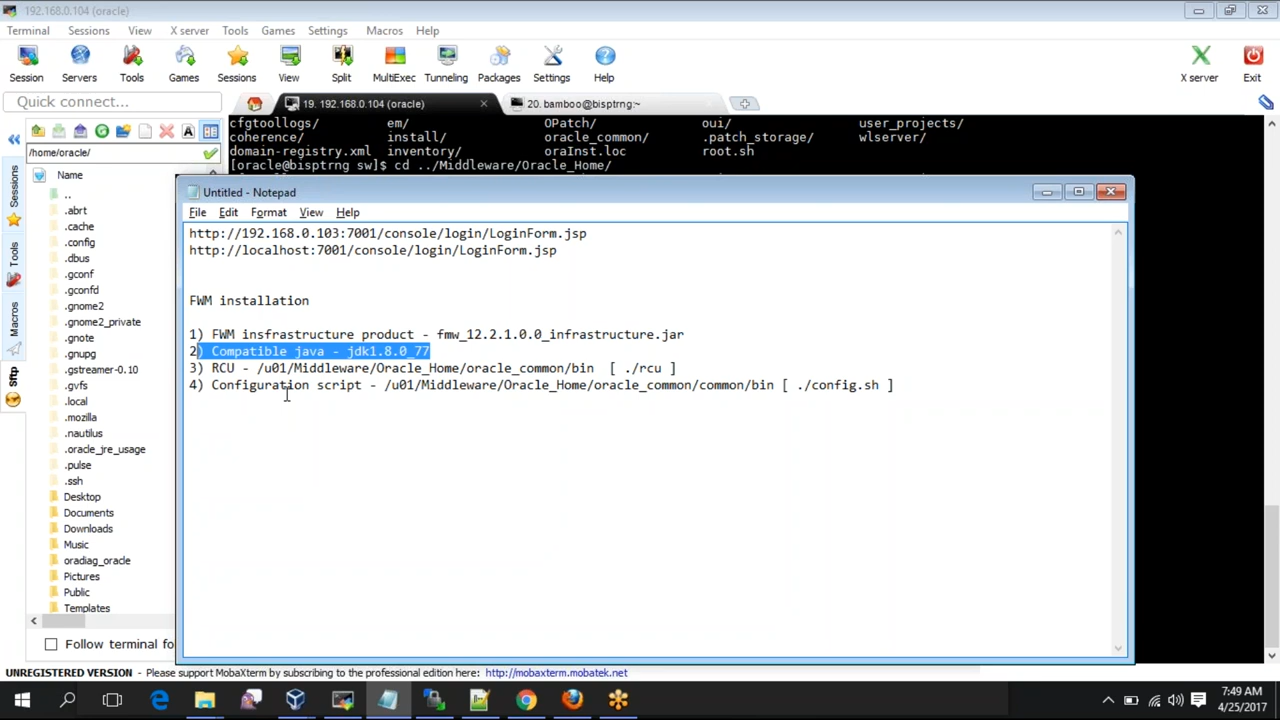 192.168.0.104 (oracle)
Terminal Sessions View X server Tools Games Settings Macros Help
Session Servers Tools Games Sessions View Split MultiExec Tunneling Packages Settings Help X server Exit
Quick connect...
19. 192.168.0.104 (oracle)
20. bamboo@bisptrng:~
/home/oracle/
Name
..
.abrt
.cache
.config
.dbus
.gconf
.gconfd
.gnome2
.gnome2_private
.gnote
.gnupg
.gstreamer-0.10
.gvfs
.local
.mozilla
.nautilus
.oracle_jre_usage
.pulse
.ssh
Desktop
Documents
Downloads
Music
oradiag_oracle
Pictures
Public
Templates
Follow terminal fo
Sessions
Tools
Macros
Sftp
cfgtoollogs/ em/ OPatch/ oui/ user_projects/
coherence/ install/ oracle_common/ .patch_storage/ wlserver/
domain-registry.xml inventory/ oraInst.loc root.sh
[oracle@bisptrng sw]$ cd ../Middleware/Oracle_Home/
Untitled - Notepad
File Edit Format View Help
http://192.168.0.103:7001/console/login/LoginForm.jsp
http://localhost:7001/console/login/LoginForm.jsp
FWM installation
1) FWM insfrastructure product - fmw_12.2.1.0.0_infrastructure.jar
2) Compatible java - jdk1.8.0_77
3) RCU - /u01/Middleware/Oracle_Home/oracle_common/bin [ ./rcu ]
4) Configuration script - /u01/Middleware/Oracle_Home/oracle_common/common/bin [ ./config.sh ]
UNREGISTERED VERSION - Please support MobaXterm by subscribing to the professional edition here: http://mobaxterm.mobatek.net
7:49 AM
4/25/2017